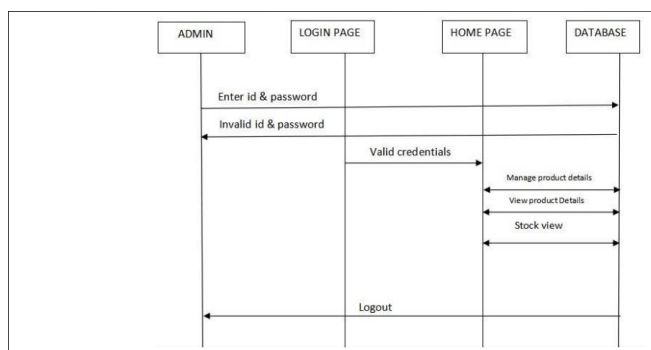 ADMIN
LOGIN PAGE
HOME PAGE
DATABASE
Enter id & password
Invalid id & password
Valid credentials
Manage product details
View product Details
Stock view
Logout